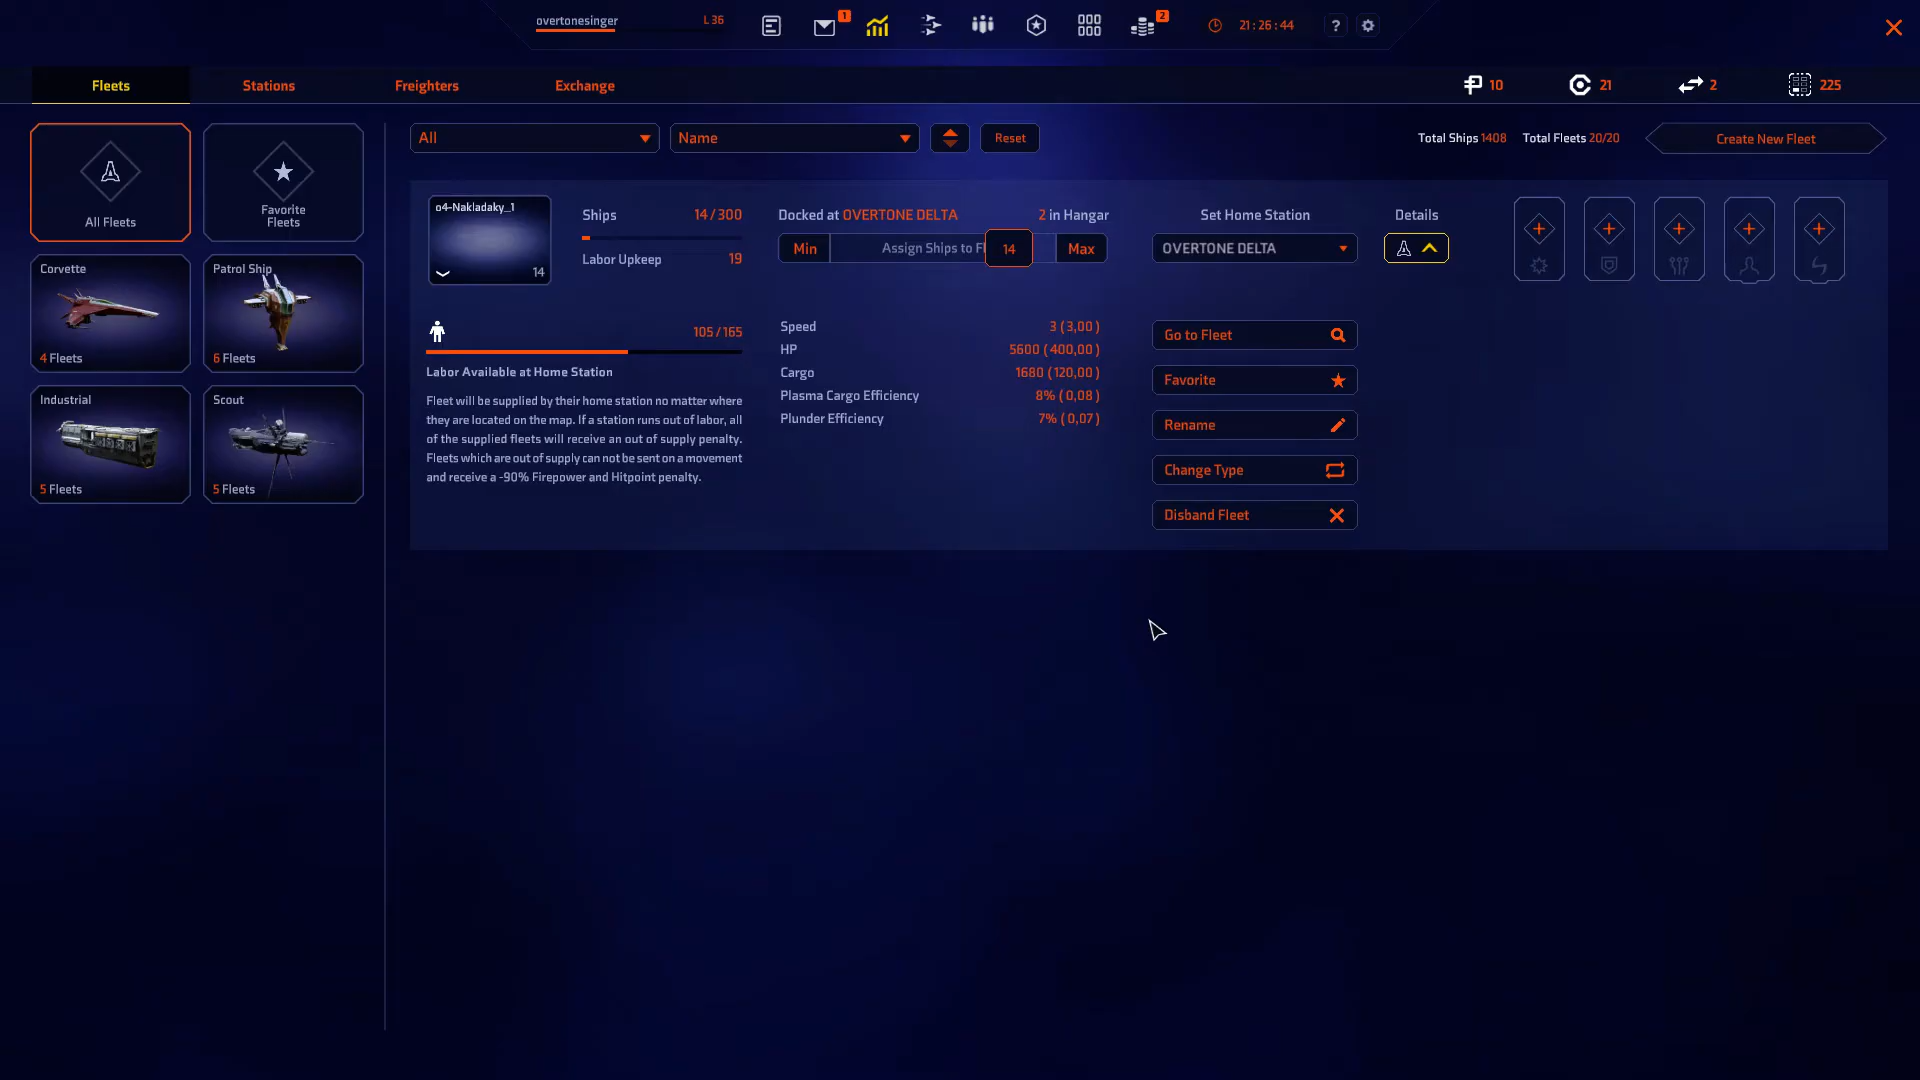 overtonesinger
L 36
1
2
21:26:44
?
Fleets
Stations
Freighters
Exchange
10
21
2
225
All Fleets
Favorite
Fleets
Corvette
4 Fleets
Patrol Ship
6 Fleets
Industrial
5 Fleets
Scout
5 Fleets
All
Name
Reset
Total Ships 1408
Total Fleets 20/20
Create New Fleet
o4-Nakladaky_1
14
Ships
14/300
Labor Upkeep
19
Docked at OVERTONE DELTA
2 in Hangar
Min
Assign Ships to Fl
14
Max
Set Home Station
OVERTONE DELTA
Details
105/165
Labor Available at Home Station
Fleet will be supplied by their home station no matter where
they are located on the map. If a station runs out of labor, all
of the supplied fleets will receive an out of supply penalty.
Fleets which are out of supply can not be sent on a movement
and receive a -90% Firepower and Hitpoint penalty.
Speed
3 ( 3,00 )
HP
5600 ( 400,00 )
Cargo
1680 ( 120,00 )
Plasma Cargo Efficiency
8% ( 0,08 )
Plunder Efficiency
7% ( 0,07 )
Go to Fleet
Favorite
Rename
Change Type
Disband Fleet